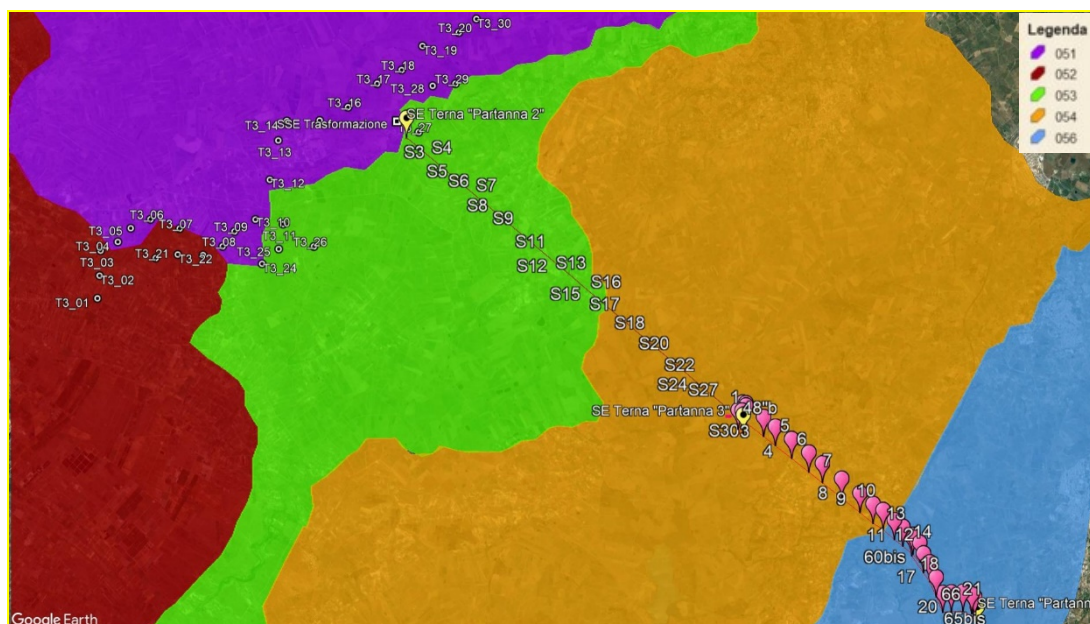 Legenda
051
052
053
054
056
T3_20
T3_30
T3_19
T3_18
T3_17
T3_28
T3_29
T3_16
SE Terna "Partanna 2"
T3_14
SSE Trasformazione
T3_13
S3
S4
T3_12
S5
S6
S7
S8
T3_06
T3_05
T3_07
T3_09
T3_10
S9
T3_04
T3_08
T3_11
T3_26
S11
T3_03
T3_21
T3_22
T3_25
T3_24
S12
S13
T3_02
S16
T3_01
S15
S17
S18
S20
S22
S24
S27
1
SE Terna "Partanna 3"
48"b
S303
5
4
6
7
8
9
10
11
13
12
14
60bis
17
18
20
66
21
SE Terna "Partann
65bis
Google Earth